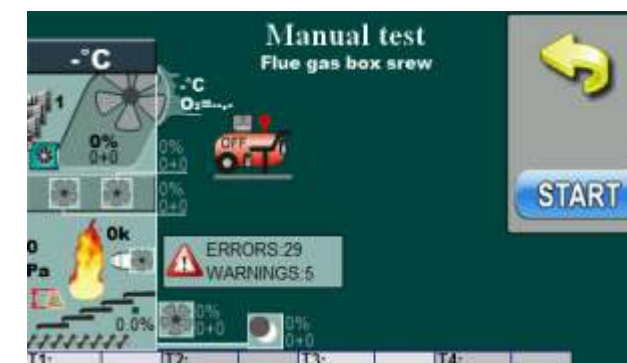 Manual test
Flue gas box srew
-°C
-°C
O₂=--,-
1
0%
0+0
0%
0+0
OFF
0%
0+0
START
0
Pa
0k
ERRORS:29
WARNINGS:5
0.0%
0%
0+0
0%
0+0
T1:
T2:
T3:
T4: